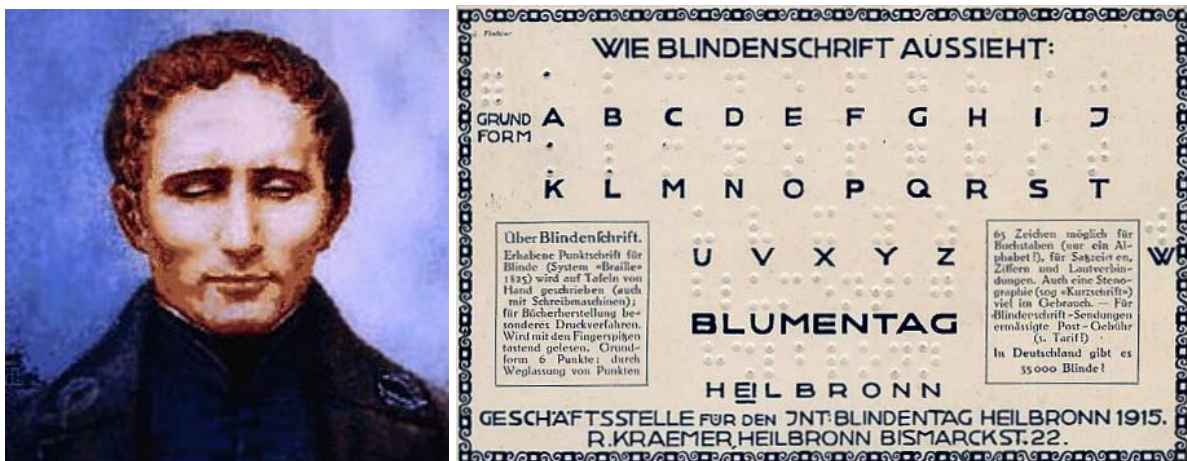 WIE BLINDENSCHRIFT AUSSIEHT:
GRUND
FORM
A B C D E F G H I J
K L M N O P Q R S T
U V X Y Z W
Über Blindenschrift.
Erhabene Punktschrift für
Blinde (System «Braille»
1825) wird auf Tafeln von
Hand geschrieben (auch
mit Schreibmaschinen);
für Bücherherstellung be-
sonderes Druckverfahren.
Wird mit den Fingerspitzen
tastend gelesen. Grund-
form 6 Punkte: durch
Weglassung von Punkten
63 Zeichen möglich für
Buchstaben (nur ein Al-
phabet!), für Satzzeichen,
Ziffern und Lautverbin-
dungen. Auch eine Steno-
graphie (sog «Kurzschrift»)
viel im Gebrauch. — Für
Blindenschrift-Sendungen
ermässigte Post-Gebühr
(s. Tarif!)
In Deutschland gibt es
35000 Blinde!
BLUMENTAG
HEILBRONN
GESCHÄFTSSTELLE FÜR DEN JNT: BLINDENTAG HEILBRONN 1915.
R. KRAEMER, HEILBRONN BISMARCKST. 22.